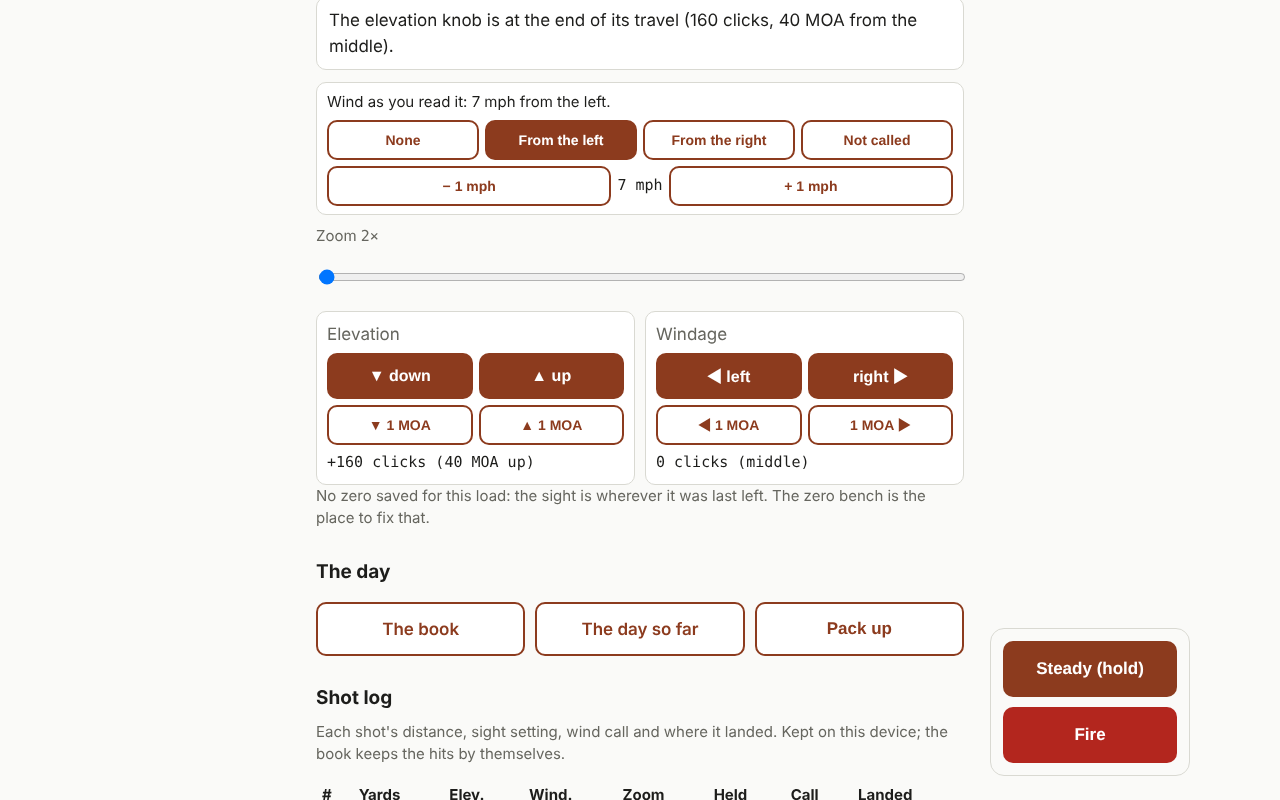 The elevation knob is at the end of its travel (160 clicks, 40 MOA from the
middle).
Wind as you read it: 7 mph from the left.
None
From the left
From the right
Not called
− 1 mph
7 mph
+ 1 mph
Zoom 2×
Elevation
▼ down
▲ up
▼ 1 MOA
▲ 1 MOA
+160 clicks (40 MOA up)
Windage
◀ left
right ▶
◀ 1 MOA
1 MOA ▶
0 clicks (middle)
No zero saved for this load: the sight is wherever it was last left. The zero bench is the
place to fix that.
The day
The book
The day so far
Pack up
Steady (hold)
Fire
Shot log
Each shot's distance, sight setting, wind call and where it landed. Kept on this device; the
book keeps the hits by themselves.
# Yards Elev. Wind. Zoom Held Call Landed